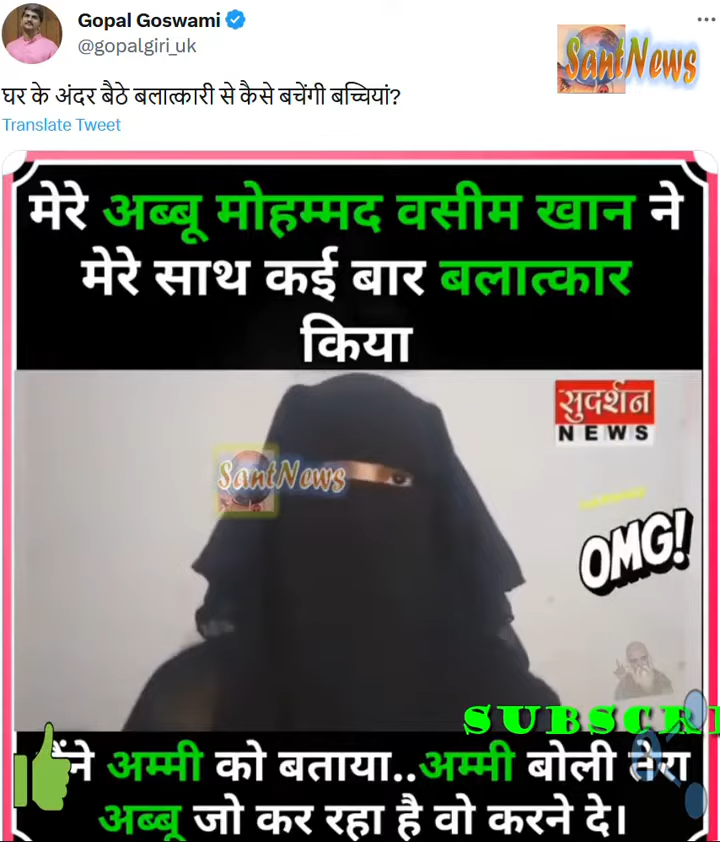 Gopal Goswami
@gopalgiri_uk
SantNews
घर के अंदर बैठे बलात्कारी से कैसे बचेंगी बच्चियां?
Translate Tweet
मेरे अब्बू मोहम्मद वसीम खान ने
मेरे साथ कई बार बलात्कार
किया
सुदर्शन
NEWS
SantNews
OMG!
SUBSCR
मैंने अम्मी को बताया..अम्मी बोली तेरा
अब्बू जो कर रहा है वो करने दे।